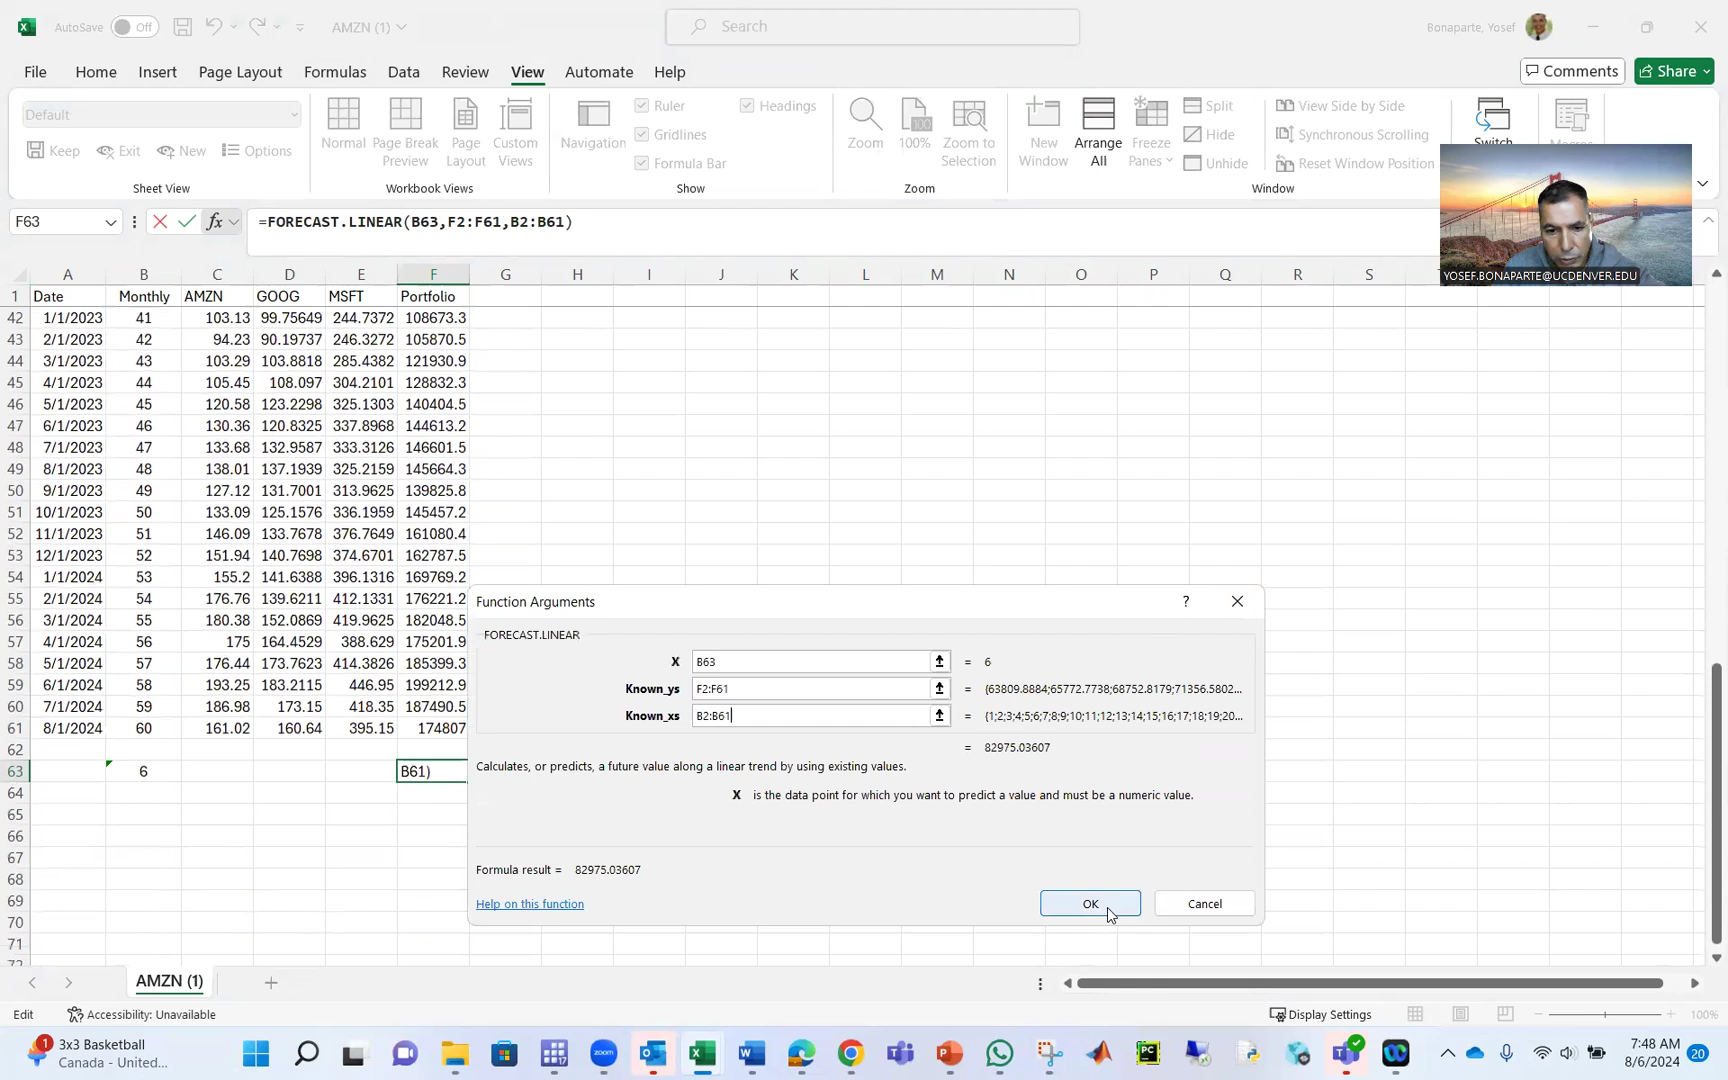 AutoSave Off AMZN (1) Search Bonaparte, Yosef
File Home Insert Page Layout Formulas Data Review View Automate Help Comments Share
Default
Keep Exit New Options
Sheet View
Normal Page Break Preview Page Layout Custom Views
Workbook Views
Navigation
Ruler Headings
Gridlines
Formula Bar
Show
Zoom 100% Zoom to Selection
Zoom
New Window Arrange All Freeze Panes
Split View Side by Side
Hide Synchronous Scrolling
Unhide Reset Window Position
Switch
Window
YOSEF.BONAPARTE@UCDENVER.EDU
F63 fx =FORECAST.LINEAR(B63,F2:F61,B2:B61)
A B C D E F G H I J K L M N O P Q R S
1 Date Monthly AMZN GOOG MSFT Portfolio
42 1/1/2023 41 103.13 99.75649 244.7372 108673.3
43 2/1/2023 42 94.23 90.19737 246.3272 105870.5
44 3/1/2023 43 103.29 103.8818 285.4382 121930.9
45 4/1/2023 44 105.45 108.097 304.2101 128832.3
46 5/1/2023 45 120.58 123.2298 325.1303 140404.5
47 6/1/2023 46 130.36 120.8325 337.8968 144613.2
48 7/1/2023 47 133.68 132.9587 333.3126 146601.5
49 8/1/2023 48 138.01 137.1939 325.2159 145664.3
50 9/1/2023 49 127.12 131.7001 313.9625 139825.8
51 10/1/2023 50 133.09 125.1576 336.1959 145457.2
52 11/1/2023 51 146.09 133.7678 376.7649 161080.4
53 12/1/2023 52 151.94 140.7698 374.6701 162787.5
54 1/1/2024 53 155.2 141.6388 396.1316 169769.2
55 2/1/2024 54 176.76 139.6211 412.1331 176221.2
56 3/1/2024 55 180.38 152.0869 419.9625 182048.5
57 4/1/2024 56 175 164.4529 388.629 175201.9
58 5/1/2024 57 176.44 173.7623 414.3826 185399.3
59 6/1/2024 58 193.25 183.2115 446.95 199212.9
60 7/1/2024 59 186.98 173.15 418.35 187490.5
61 8/1/2024 60 161.02 160.64 395.15 174807
62
63 6 B61)
64
65
66
67
68
69
70
71
72
Function Arguments ?
FORECAST.LINEAR
X B63 = 6
Known_ys F2:F61 = {63809.8884;65772.7738;68752.8179;71356.5802...
Known_xs B2:B61 = {1;2;3;4;5;6;7;8;9;10;11;12;13;14;15;16;17;18;19;20...
= 82975.03607
Calculates, or predicts, a future value along a linear trend by using existing values.
X is the data point for which you want to predict a value and must be a numeric value.
Formula result = 82975.03607
Help on this function OK Cancel
AMZN (1)
Edit Accessibility: Unavailable Display Settings 100%
1 3x3 Basketball
Canada - United...
zoom
7:48 AM
8/6/2024 20